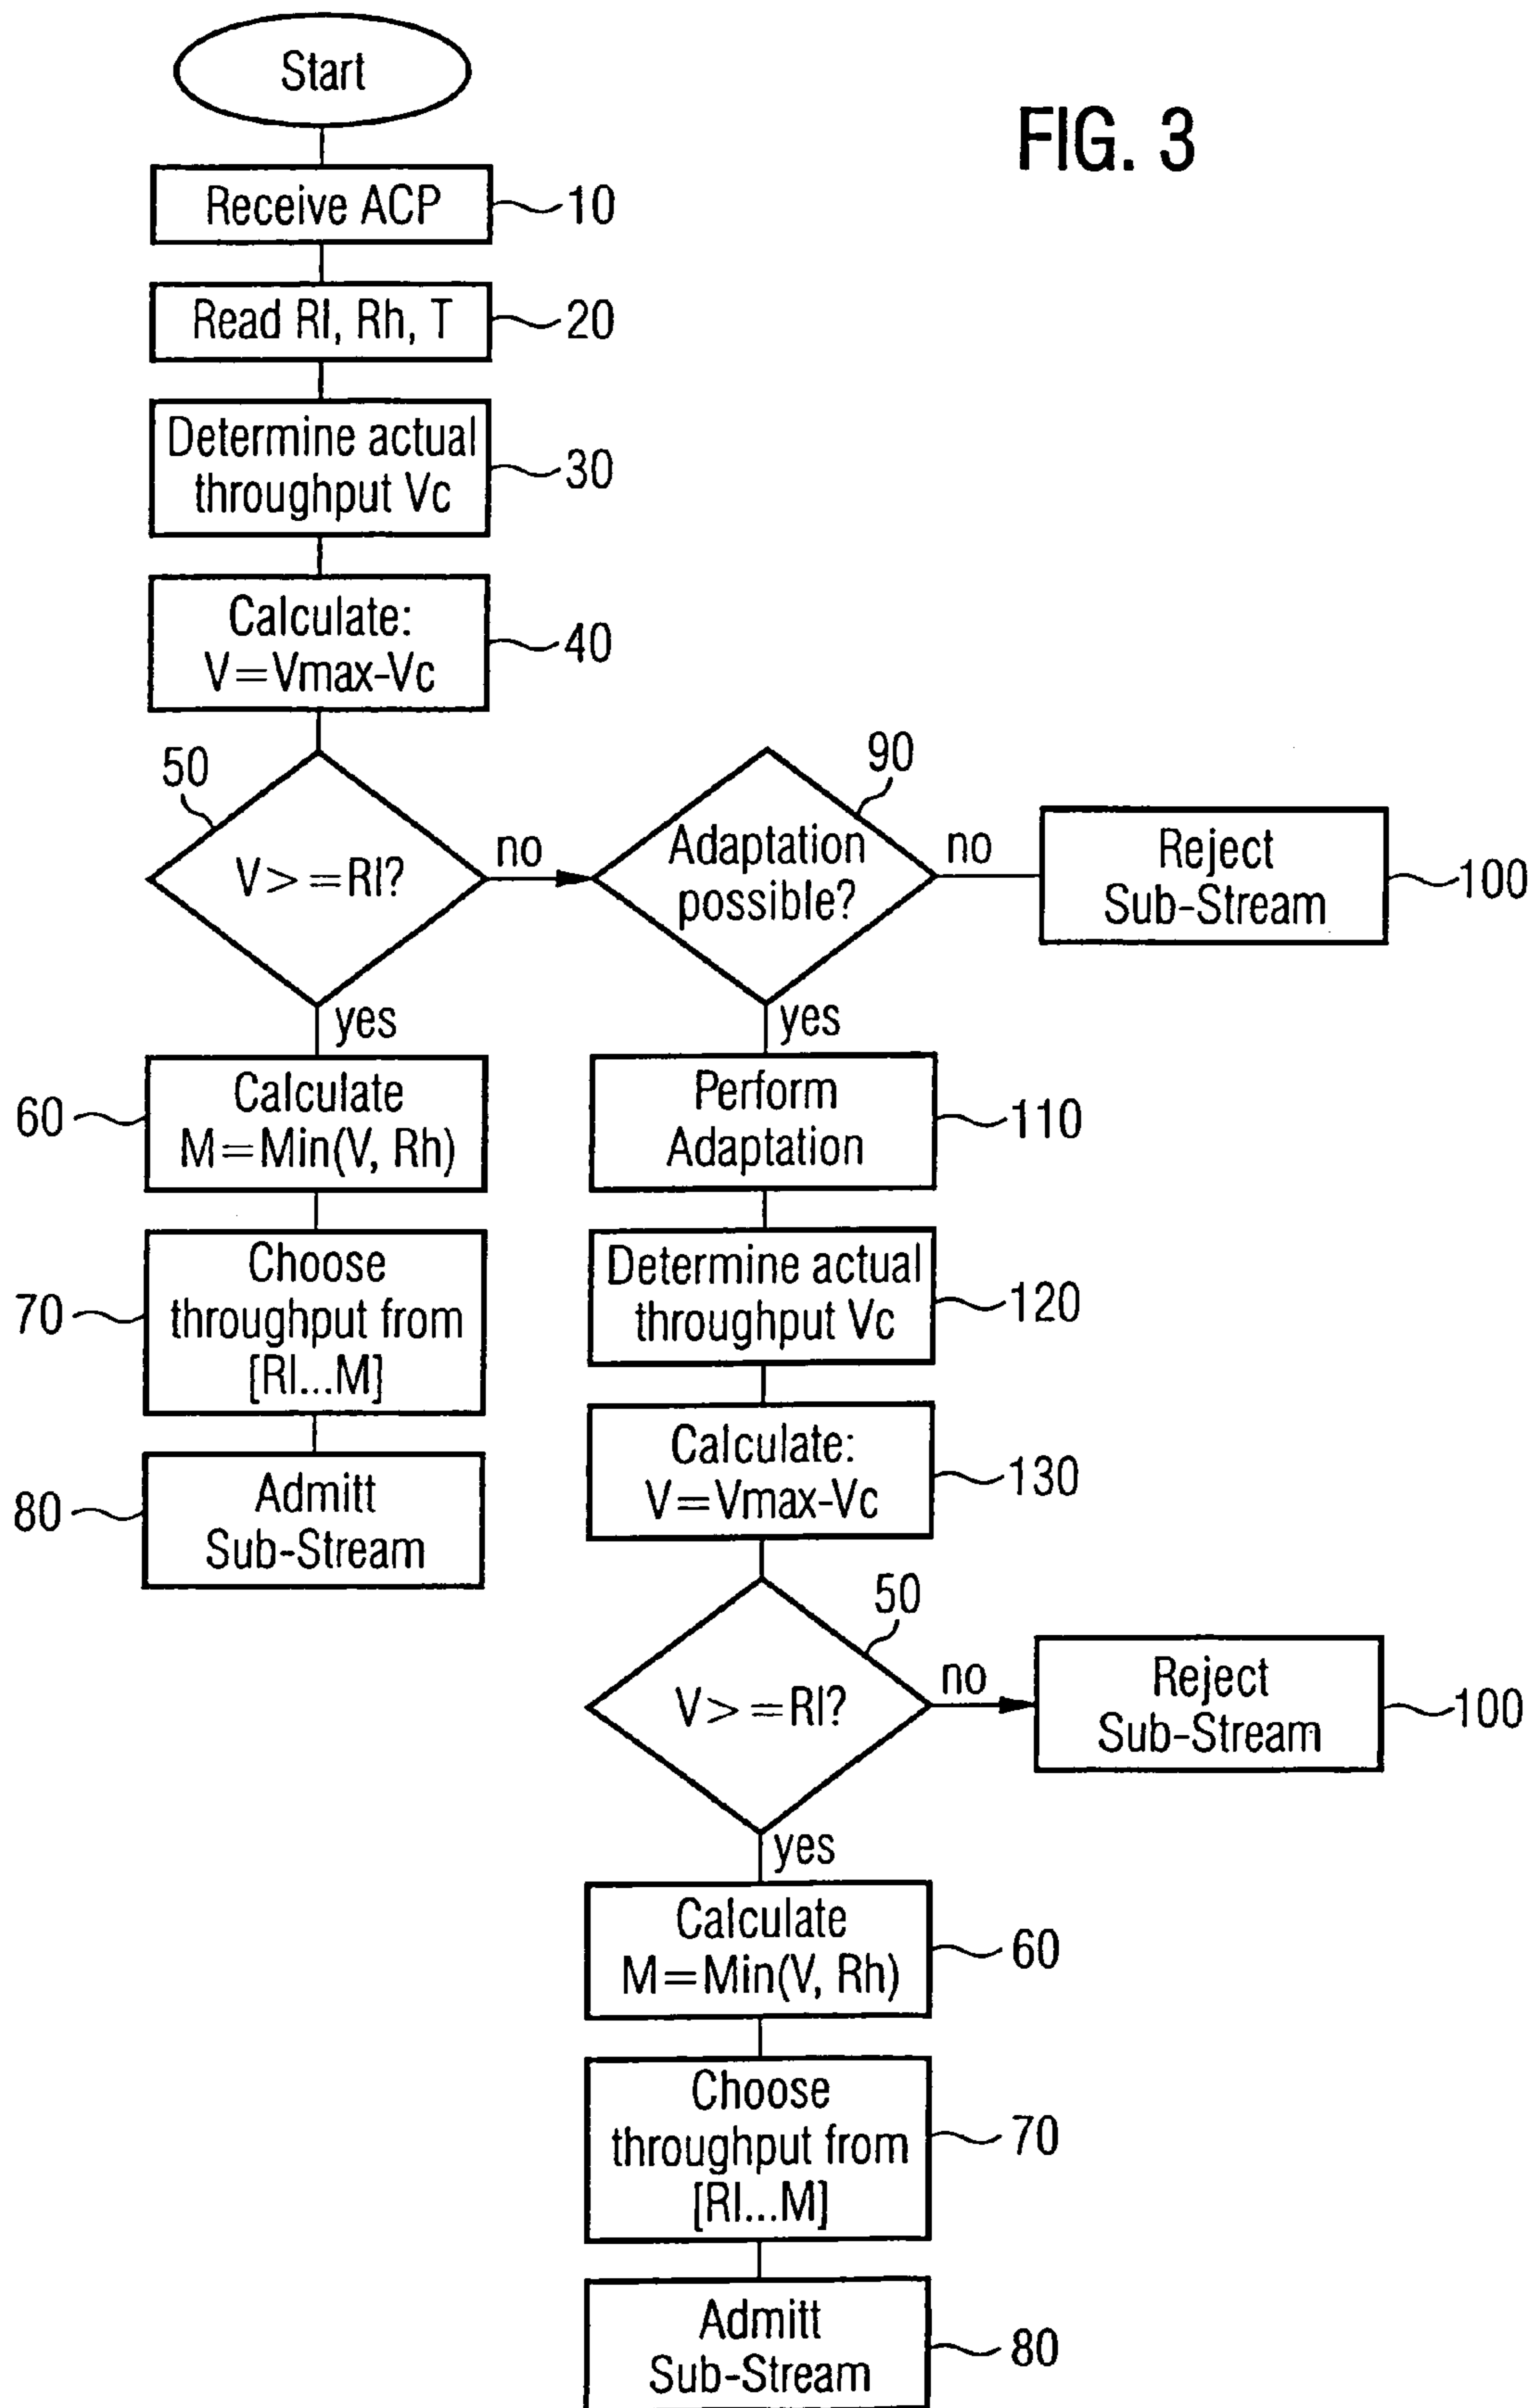 Start
FIG. 3
Receive ACP
10
Read Rl, Rh, T
20
Determine actual
throughput Vc
30
Calculate:
V=Vmax-Vc
40
50
V>=Rl?
no
yes
90
Adaptation
possible?
no
yes
Reject
Sub-Stream
100
60
Calculate
M=Min(V, Rh)
70
Choose
throughput from
[Rl...M]
80
Admitt
Sub-Stream
Perform
Adaptation
110
Determine actual
throughput Vc
120
Calculate:
V=Vmax-Vc
130
50
V>=Rl?
no
yes
Reject
Sub-Stream
100
Calculate
M=Min(V, Rh)
60
Choose
throughput from
[Rl...M]
70
Admitt
Sub-Stream
80